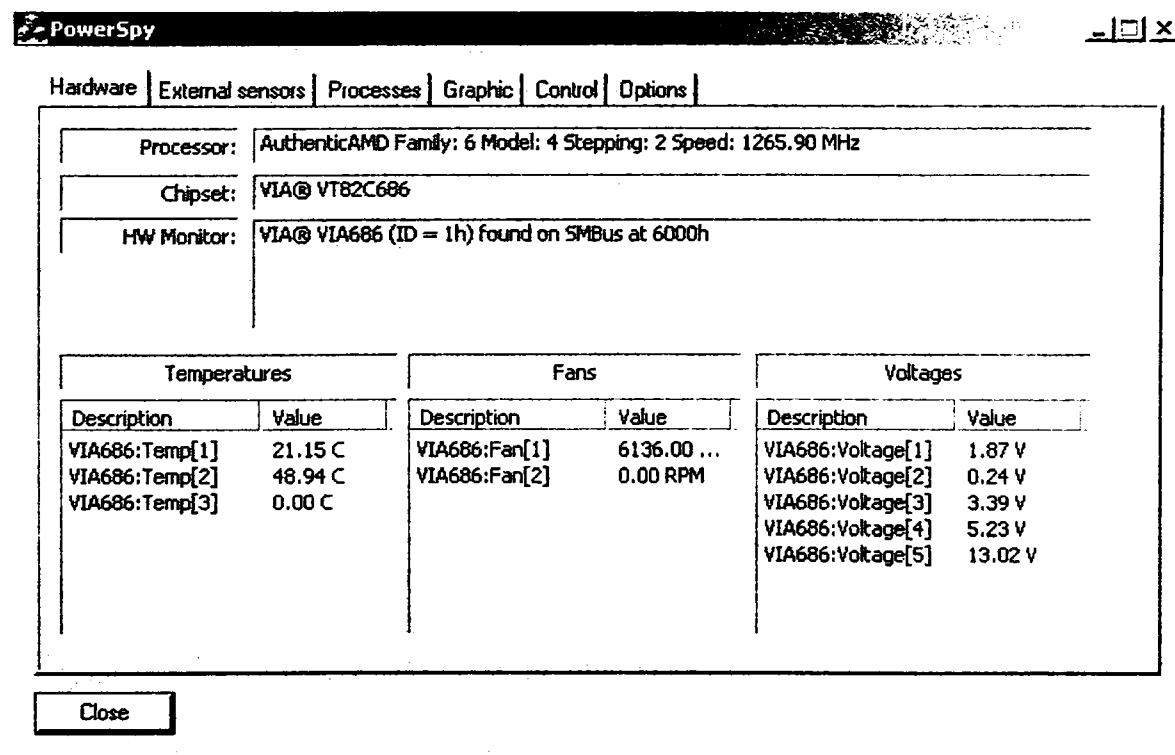 PowerSpy
Hardware External sensors Processes Graphic Control Options
Processor: AuthenticAMD Family: 6 Model: 4 Stepping: 2 Speed: 1265.90 MHz
Chipset: VIA® VT82C686
HW Monitor: VIA® VIA686 (ID = 1h) found on SMBus at 6000h
Temperatures Fans Voltages
Description Value Description Value Description Value
VIA686:Temp[1] 21.15 C VIA686:Fan[1] 6136.00 ... VIA686:Voltage[1] 1.87 V
VIA686:Temp[2] 48.94 C VIA686:Fan[2] 0.00 RPM VIA686:Voltage[2] 0.24 V
VIA686:Temp[3] 0.00 C VIA686:Voltage[3] 3.39 V
VIA686:Voltage[4] 5.23 V
VIA686:Voltage[5] 13.02 V
Close